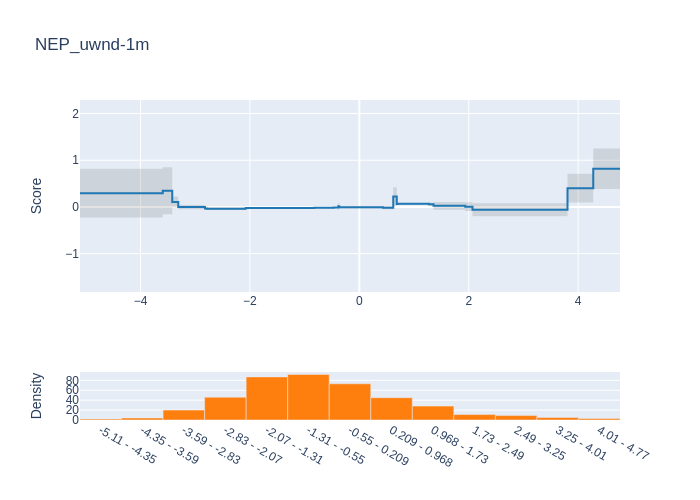 NEP_uwnd-1m
2
1
0
−1
Score
−4
−2
0
2
4
80
60
40
20
0
Density
-5.11 - -4.35
-4.35 - -3.59
-3.59 - -2.83
-2.83 - -2.07
-2.07 - -1.31
-1.31 - -0.55
-0.55 - 0.209
0.209 - 0.968
0.968 - 1.73
1.73 - 2.49
2.49 - 3.25
3.25 - 4.01
4.01 - 4.77